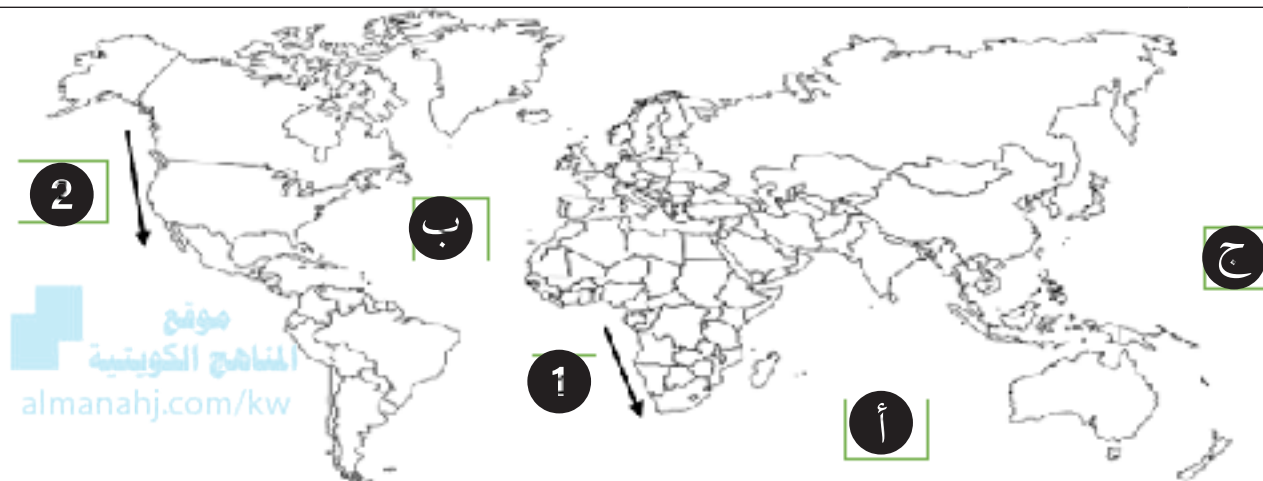 2
ب
ج
موقع
المناهج الكويتية
almanahj.com/kw
1
أ